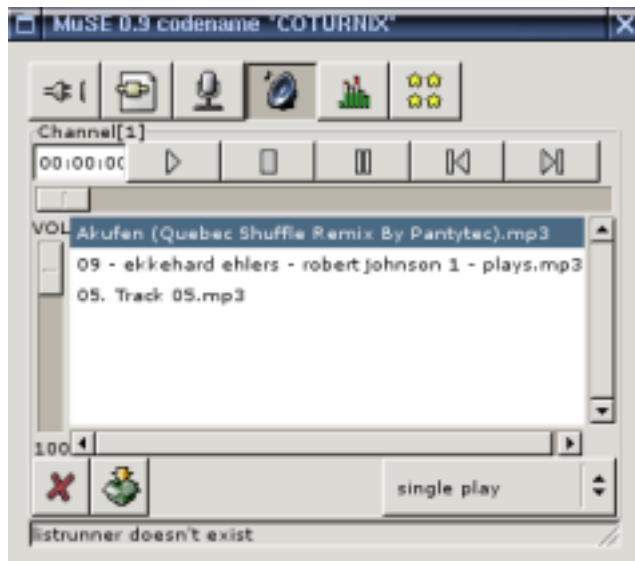 MuSE 0.9 codename "COTURNIX"
Channel[1]
00:00:00
VOL
Akufen (Quebec Shuffle Remix By Pantytec).mp3
09 - ekkehard ehlers - robert johnson 1 - plays.mp3
05. Track 05.mp3
100
single play
listrunner doesn't exist